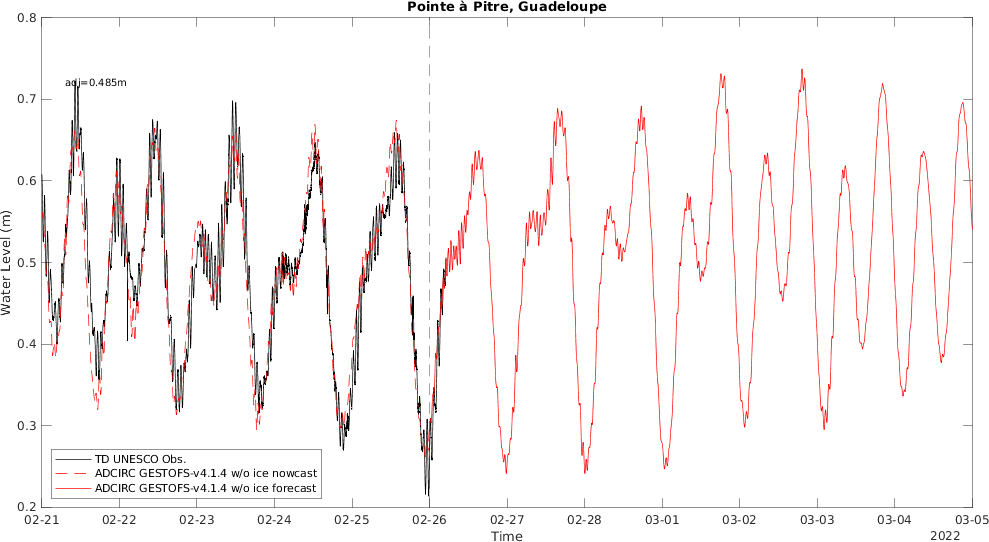 Pointe à Pitre, Guadeloupe
0.8
0.7
0.6
0.5
0.4
0.3
0.2
Water Level (m)
adj=0.485m
TD UNESCO Obs.
ADCIRC GESTOFS-v4.1.4 w/o ice nowcast
ADCIRC GESTOFS-v4.1.4 w/o ice forecast
02-21 02-22 02-23 02-24 02-25 02-26 02-27 02-28 03-01 03-02 03-03 03-04 03-05
Time
2022